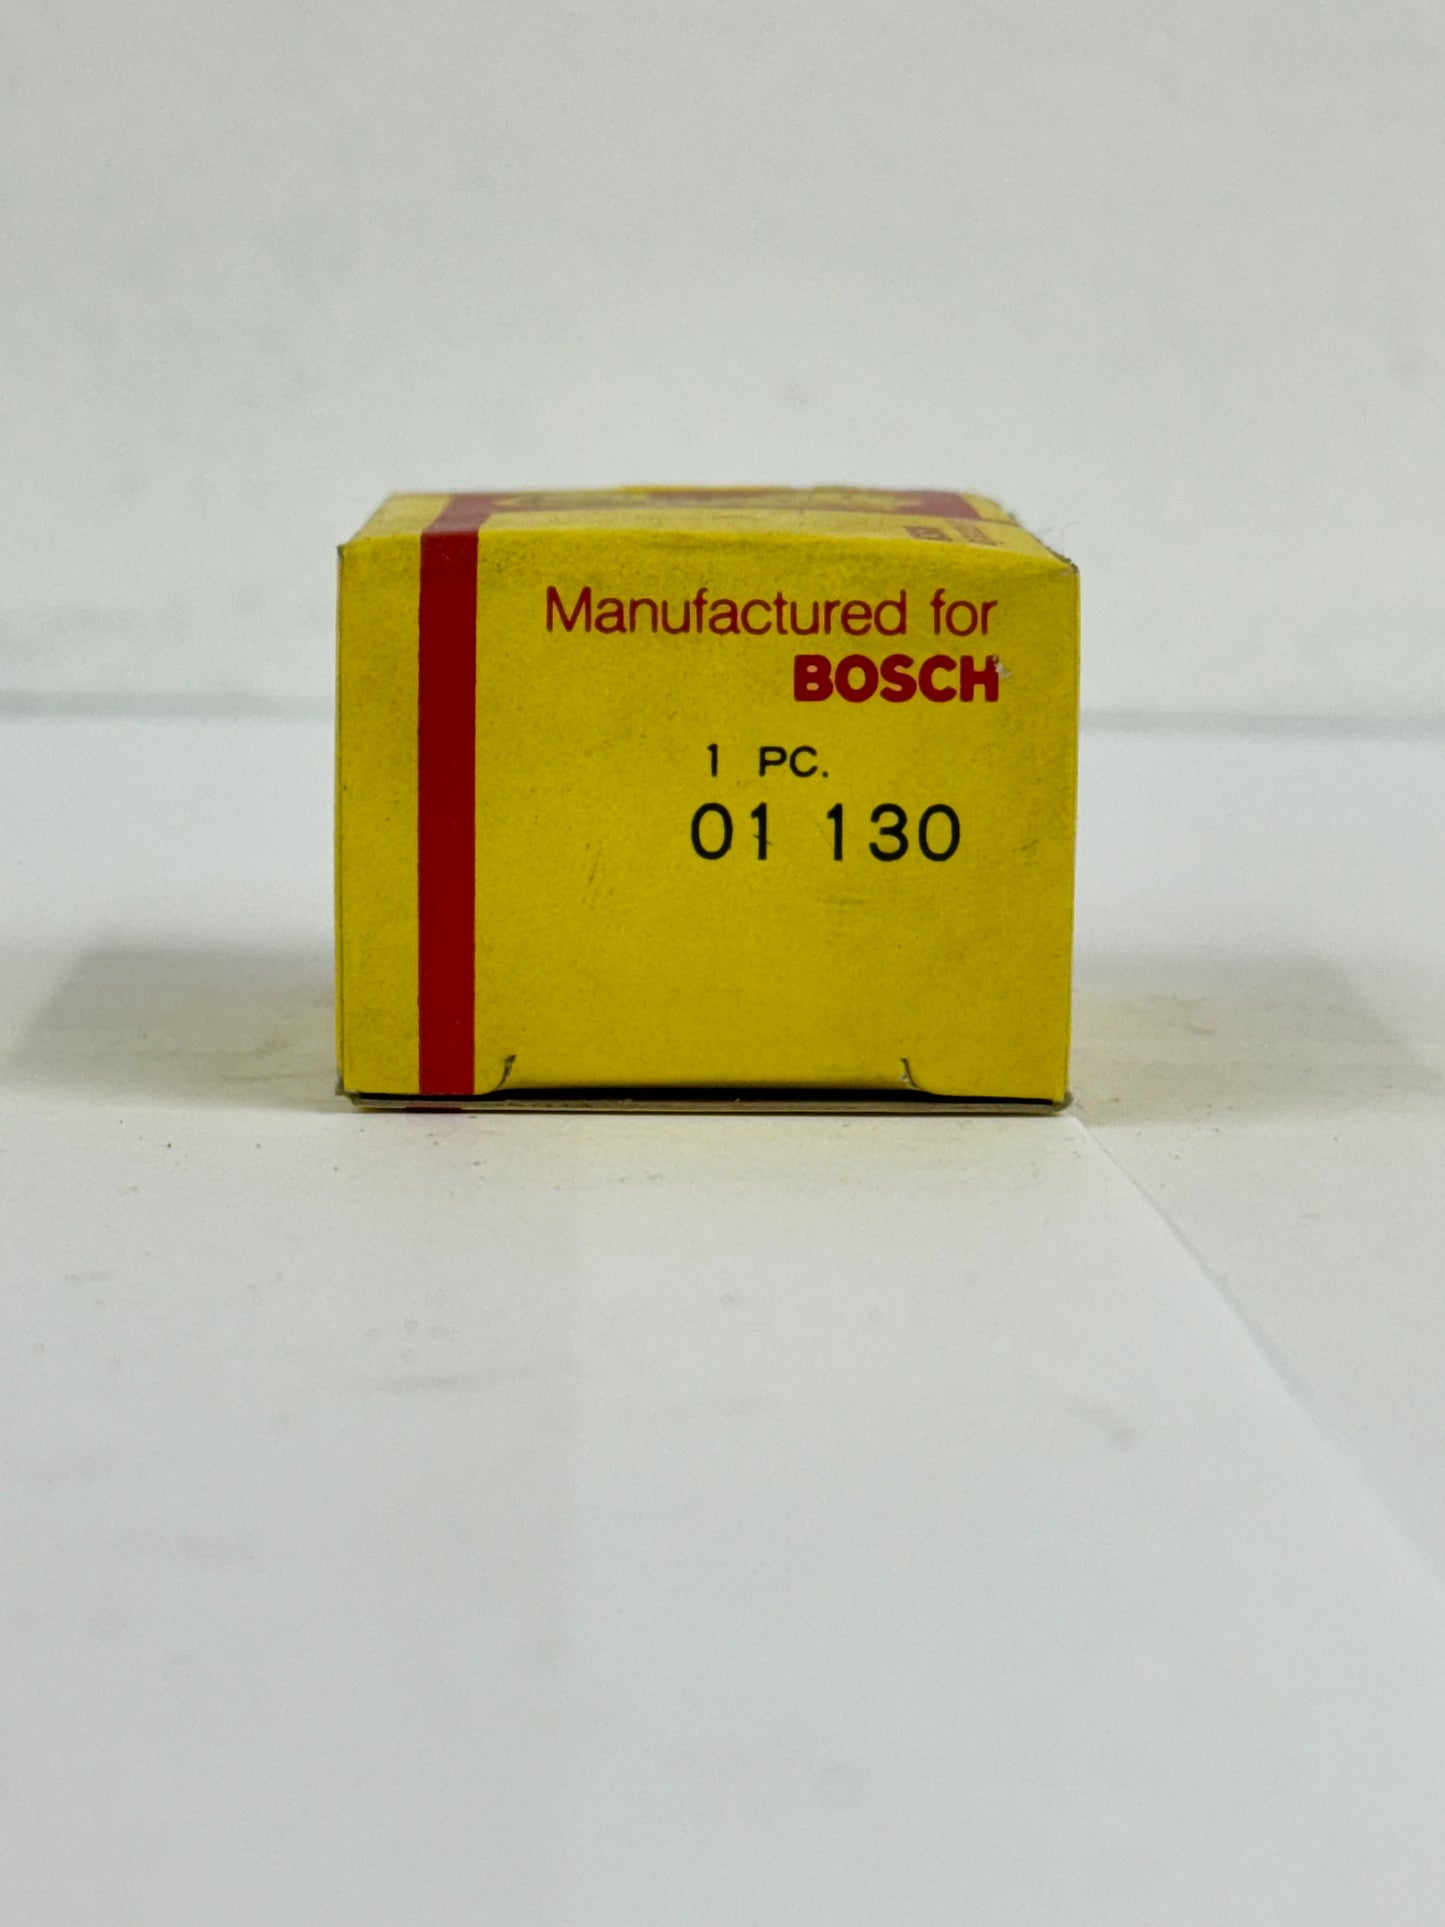 Manufactured for
BOSCH
1 PC.
01 130